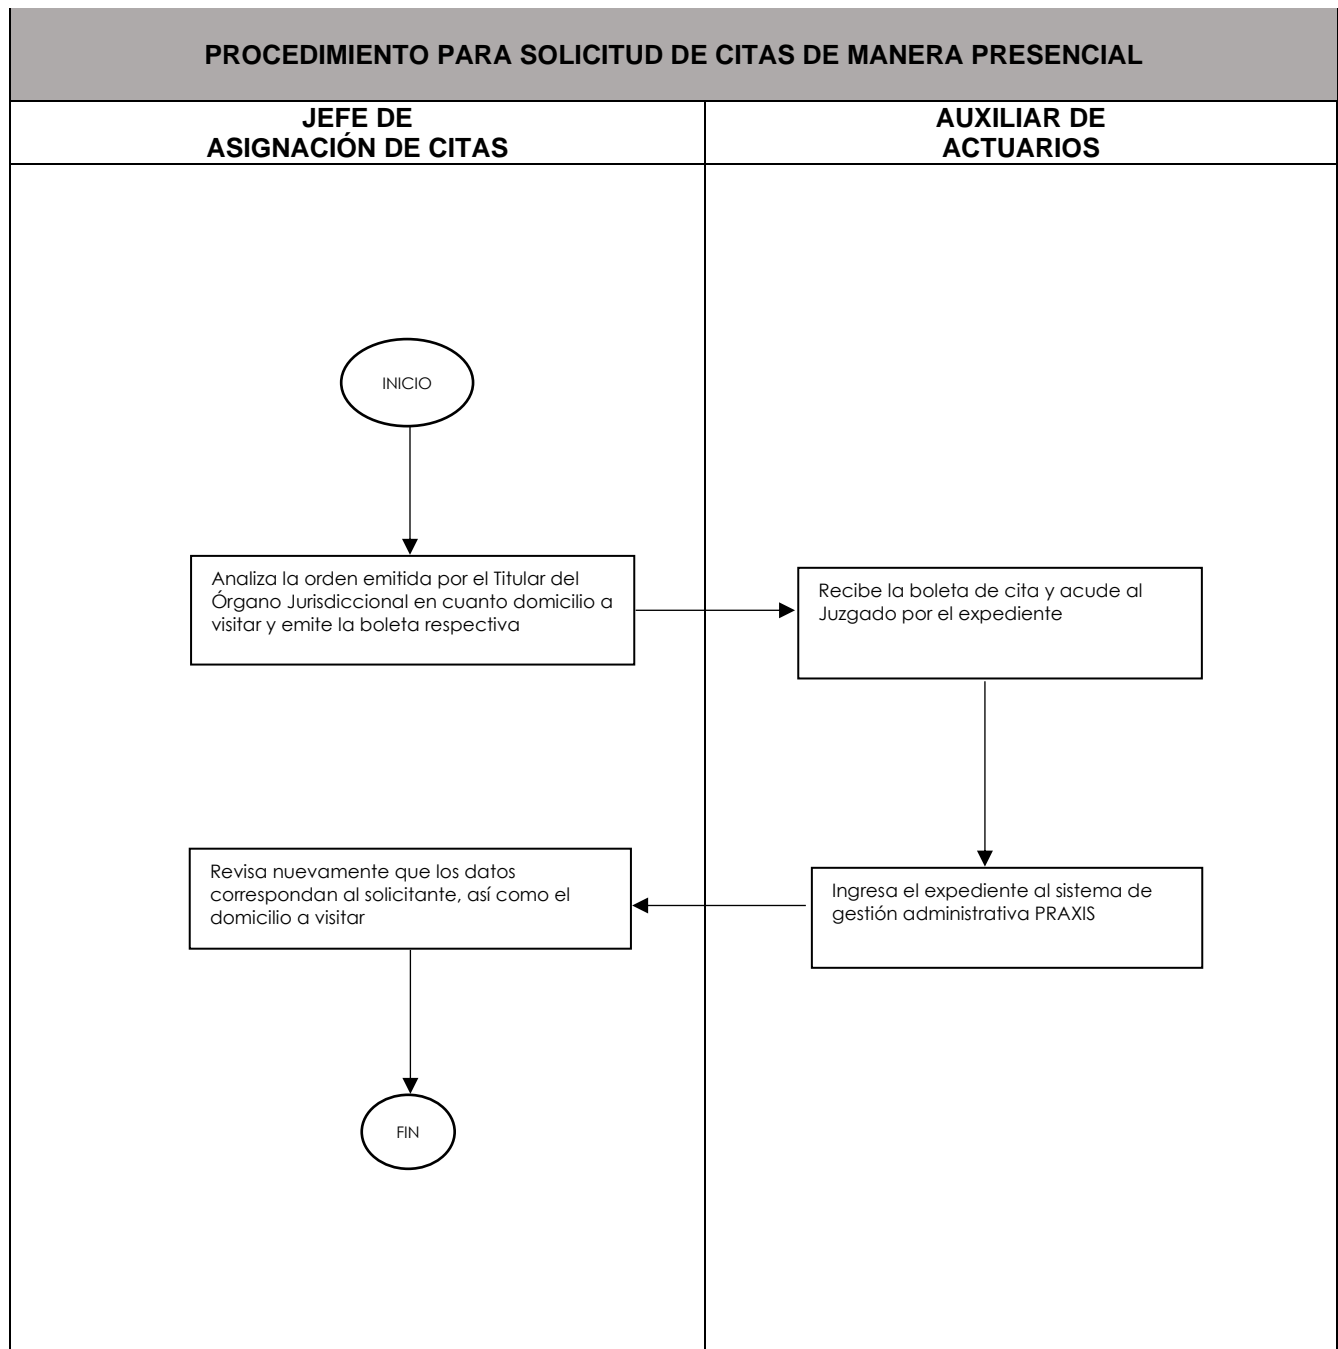 PROCEDIMIENTO PARA SOLICITUD DE CITAS DE MANERA PRESENCIAL
JEFE DE
ASIGNACIÓN DE CITAS
AUXILIAR DE
ACTUARIOS
INICIO
Analiza la orden emitida por el Titular del
Órgano Jurisdiccional en cuanto domicilio a
visitar y emite la boleta respectiva
Recibe la boleta de cita y acude al
Juzgado por el expediente
Ingresa el expediente al sistema de
gestión administrativa PRAXIS
Revisa nuevamente que los datos
correspondan al solicitante, así como el
domicilio a visitar
FIN